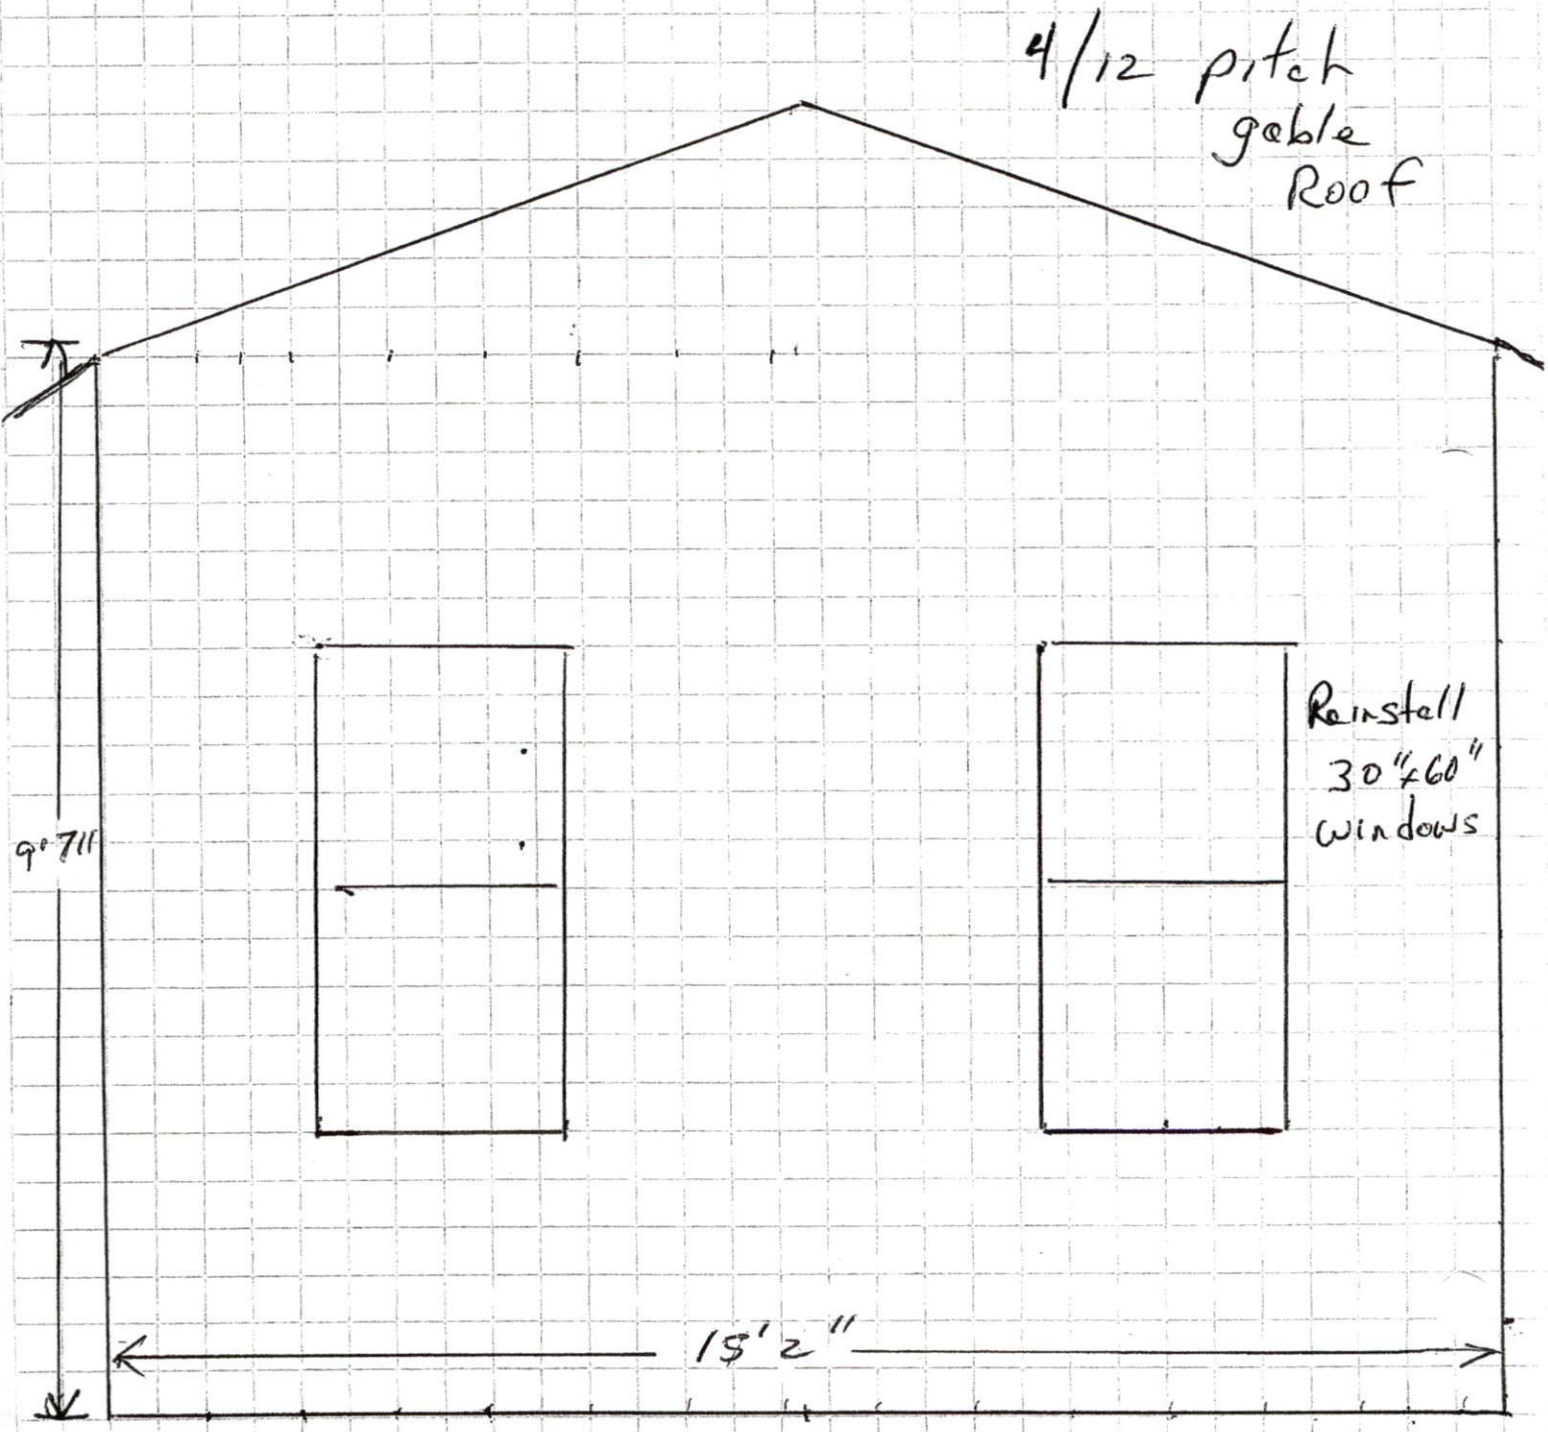 4/12 pitch
gable
Roof
Reinstall
30"x60"
windows
9'7"
15'2"